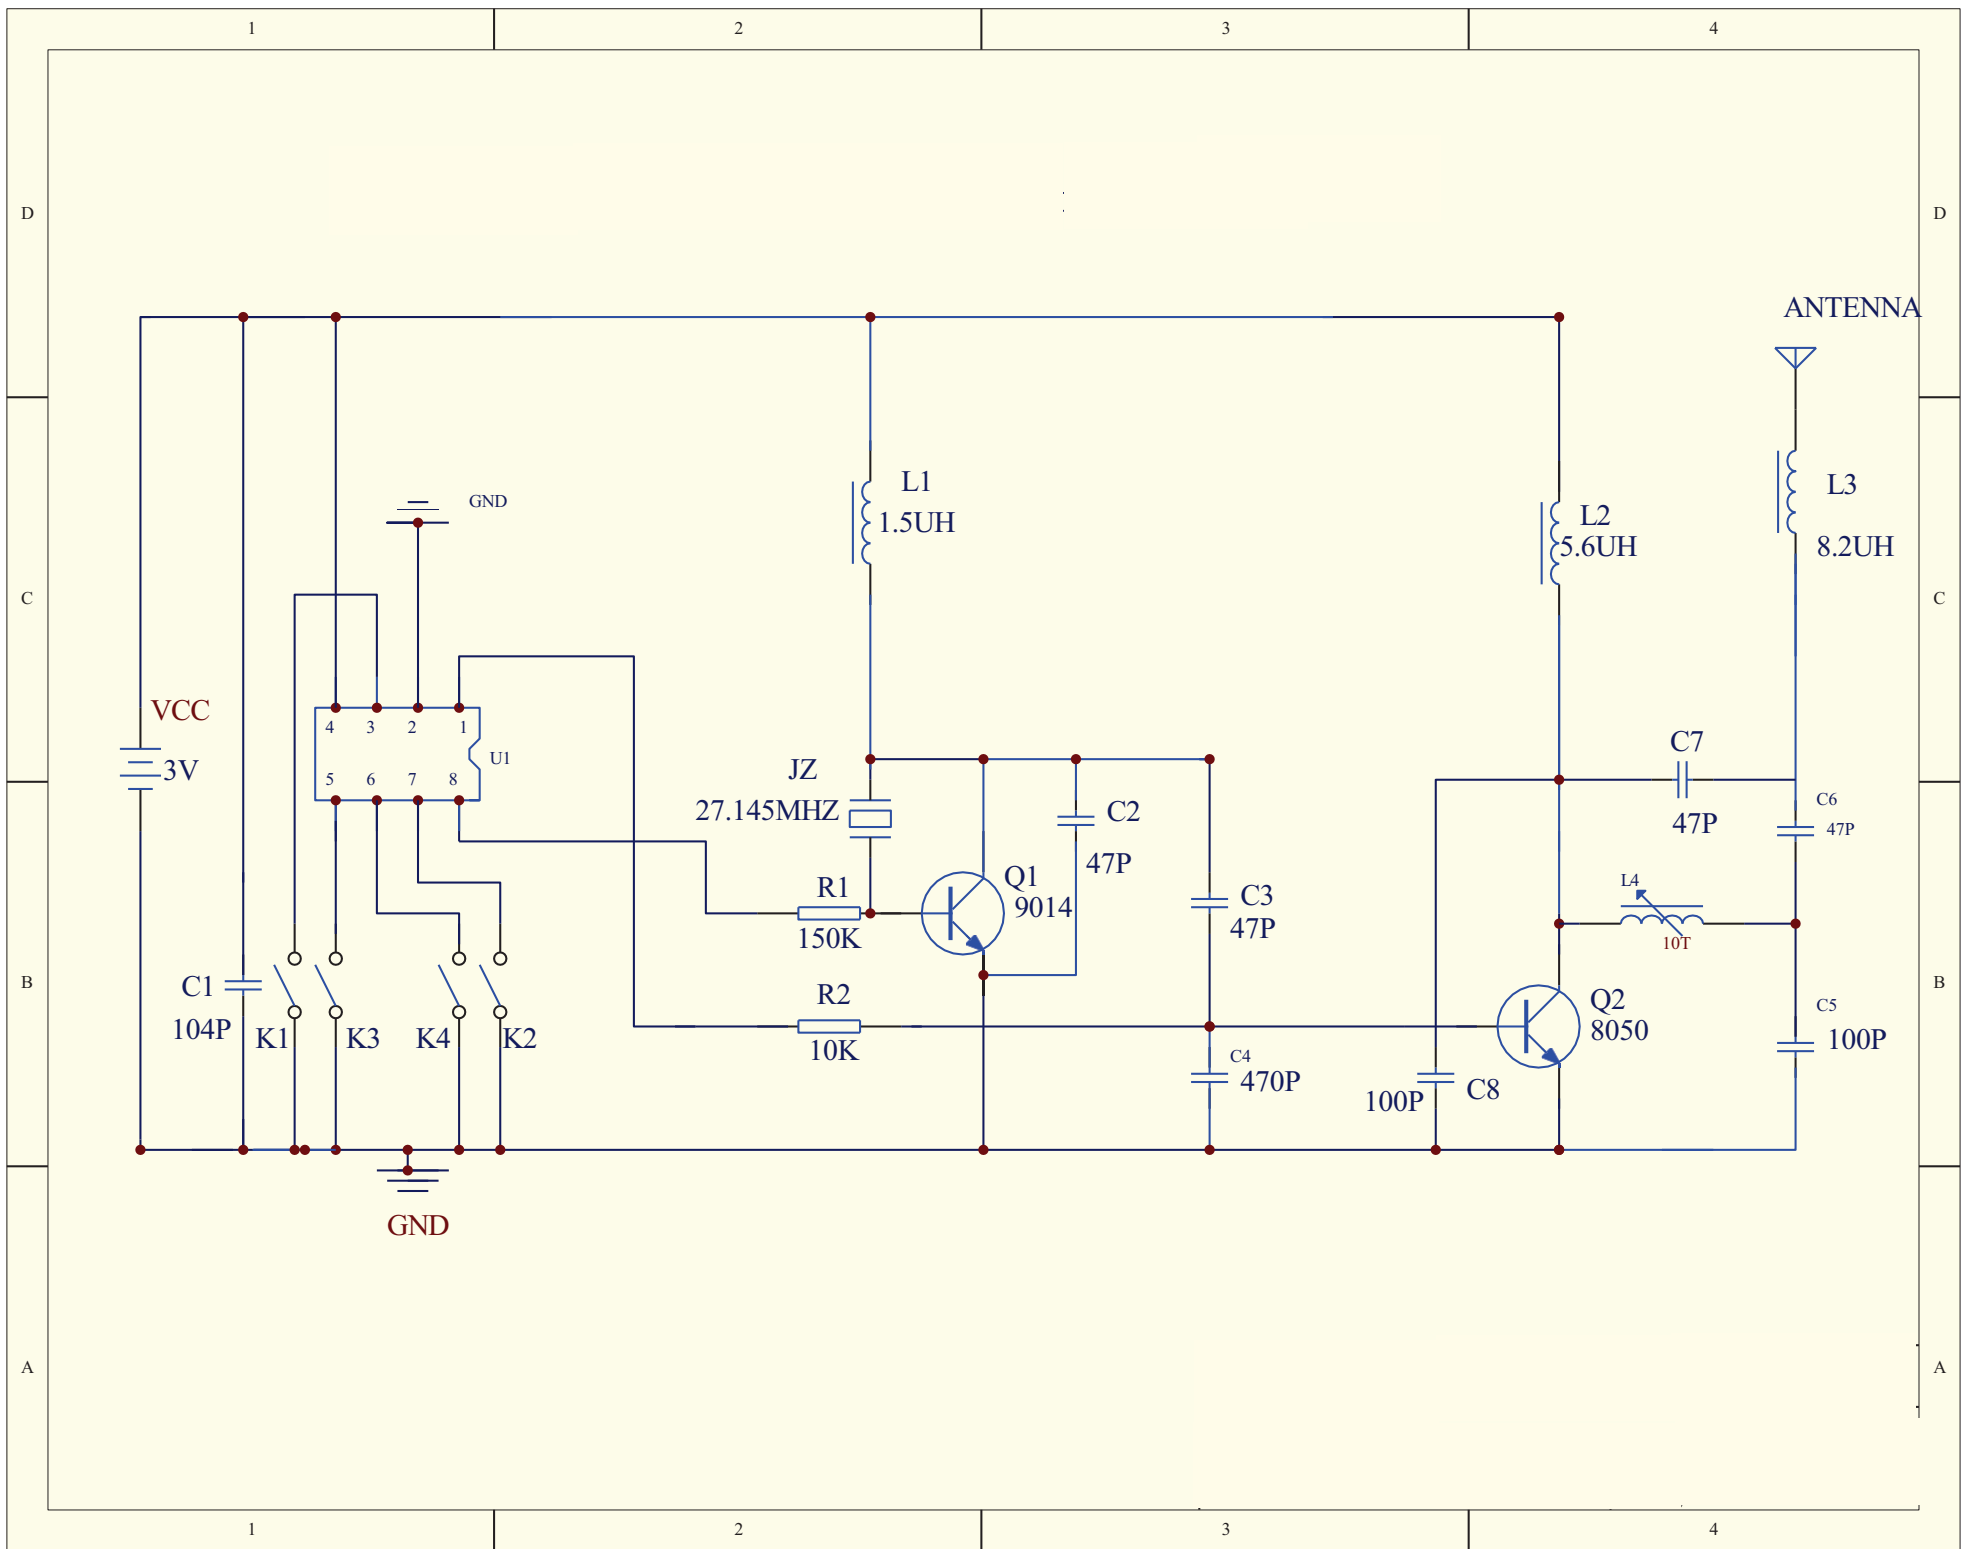 1 2 3 4
D D
ANTENNA
L1
1.5UH
L3
8.2UH
L2
5.6UH
GND
C C
VCC
3V
4 3 2 1
U1
5 6 7 8
JZ
27.145MHZ
C2
47P
C7
47P
C6
47P
R1
150K
Q1
9014
C3
47P
L4
10T
B B
C1
104P
K1 K3 K4 K2
R2
10K
Q2
8050
C5
100P
C4
470P
100P C8
GND
A A
1 2 3 4